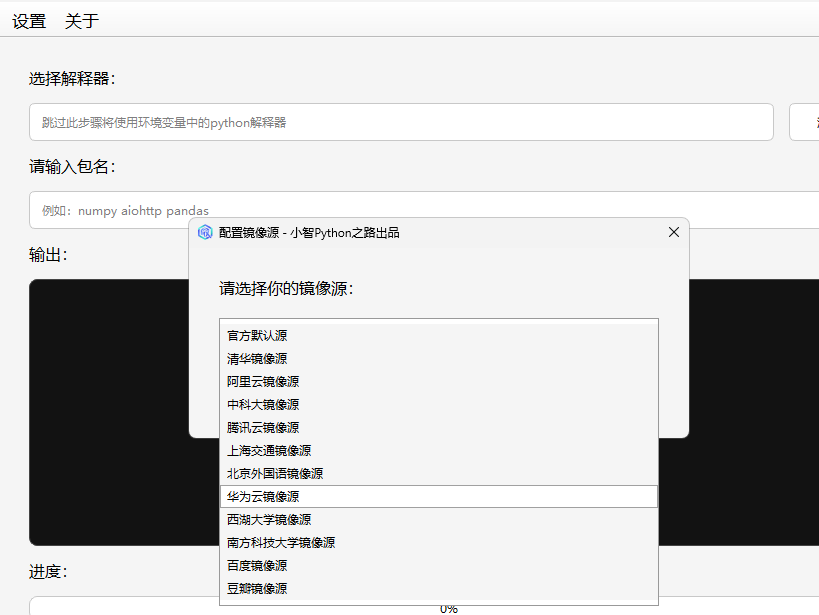 设置 关于
选择解释器：
跳过此步骤将使用环境变量中的python解释器
请输入包名：
例如：numpy aiohttp pandas
配置镜像源 - 小智Python之路出品
输出：
请选择你的镜像源：
官方默认源
清华镜像源
阿里云镜像源
中科大镜像源
腾讯云镜像源
上海交通镜像源
北京外国语镜像源
华为云镜像源
西湖大学镜像源
南方科技大学镜像源
百度镜像源
豆瓣镜像源
进度：
0%